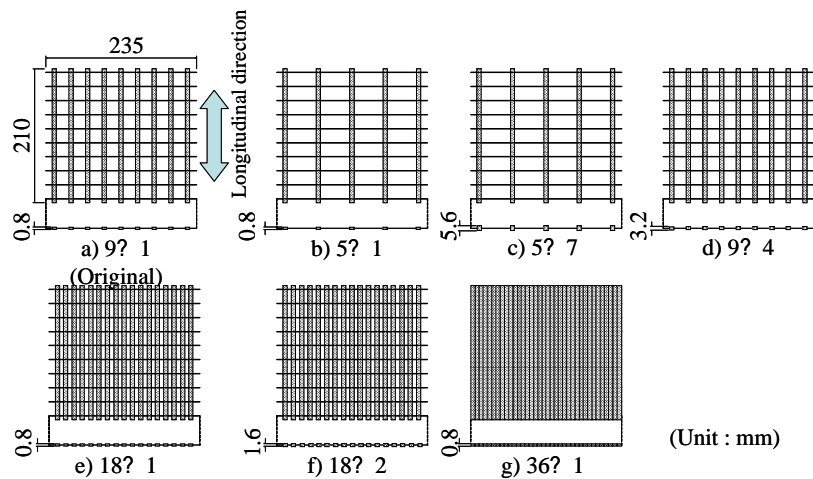 235
210
Longitudinal direction
0.8
0.8
5.6
3.2
a) 9? 1
(Original)
b) 5? 1
c) 5? 7
d) 9? 4
0.8
1.6
0.8
e) 18? 1
f) 18? 2
g) 36? 1
(Unit : mm)